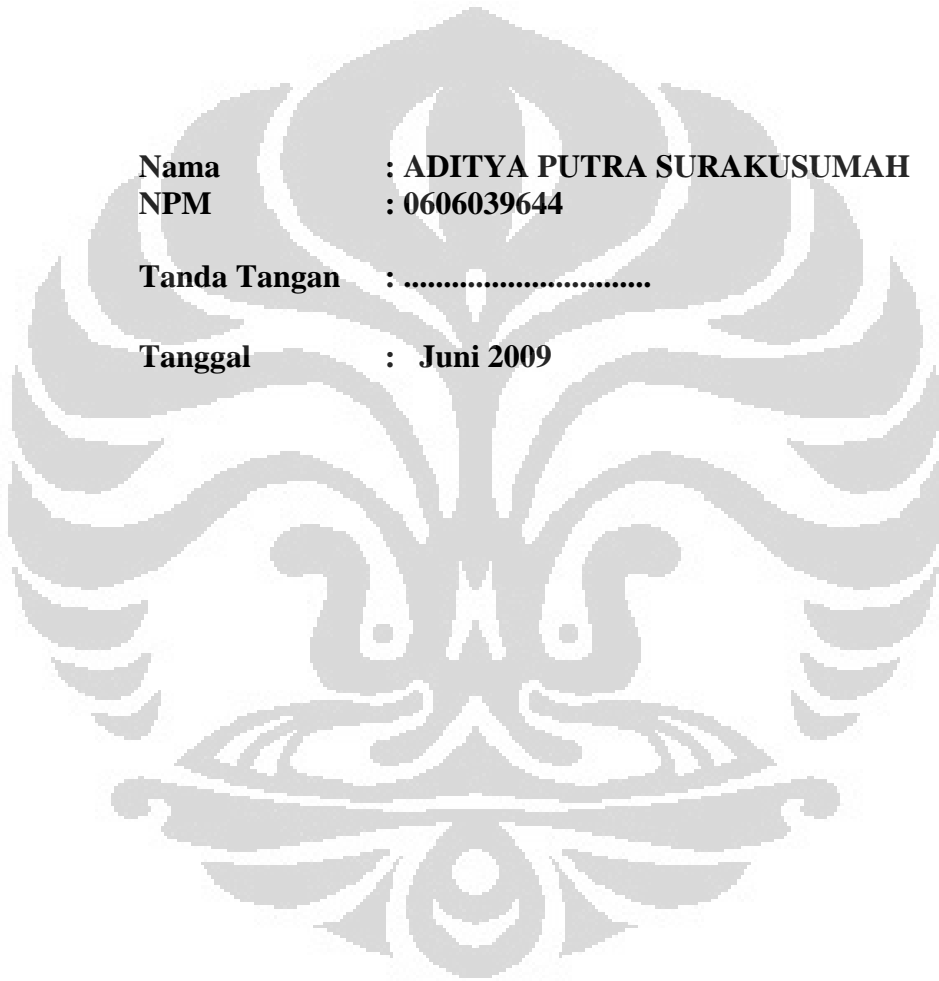 Nama : ADITYA PUTRA SURAKUSUMAH
NPM : 0606039644
Tanda Tangan : ...............................
Tanggal : Juni 2009